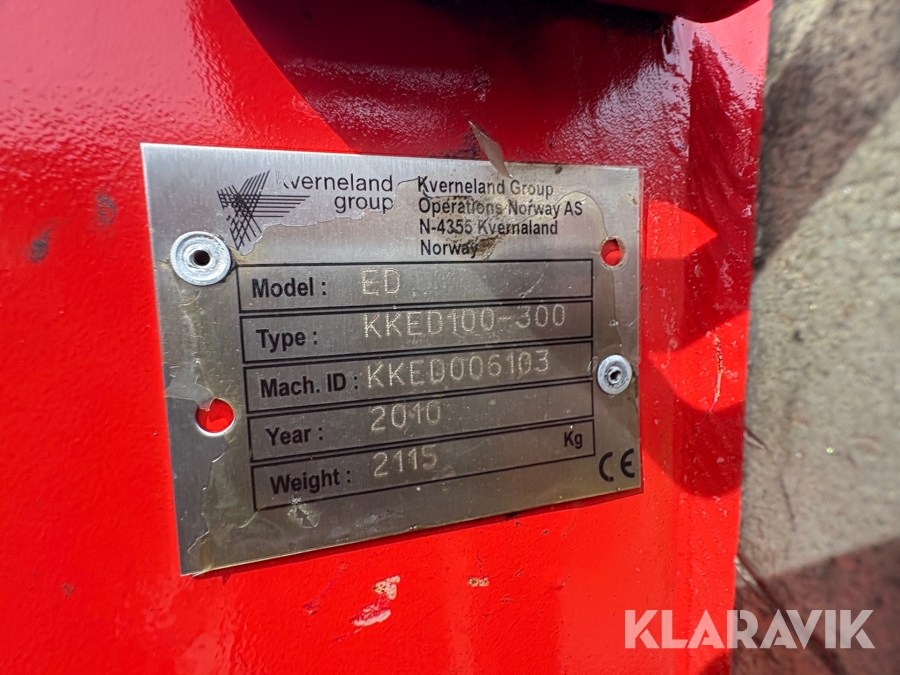 kverneland
group
Kverneland Group
Operations Norway AS
N-4355 Kvernaland
Norway
Model : ED
Type : KKED100-300
Mach. ID : KKED006103
Year : 2010
Weight : 2115 Kg
CE
KLARAVIK